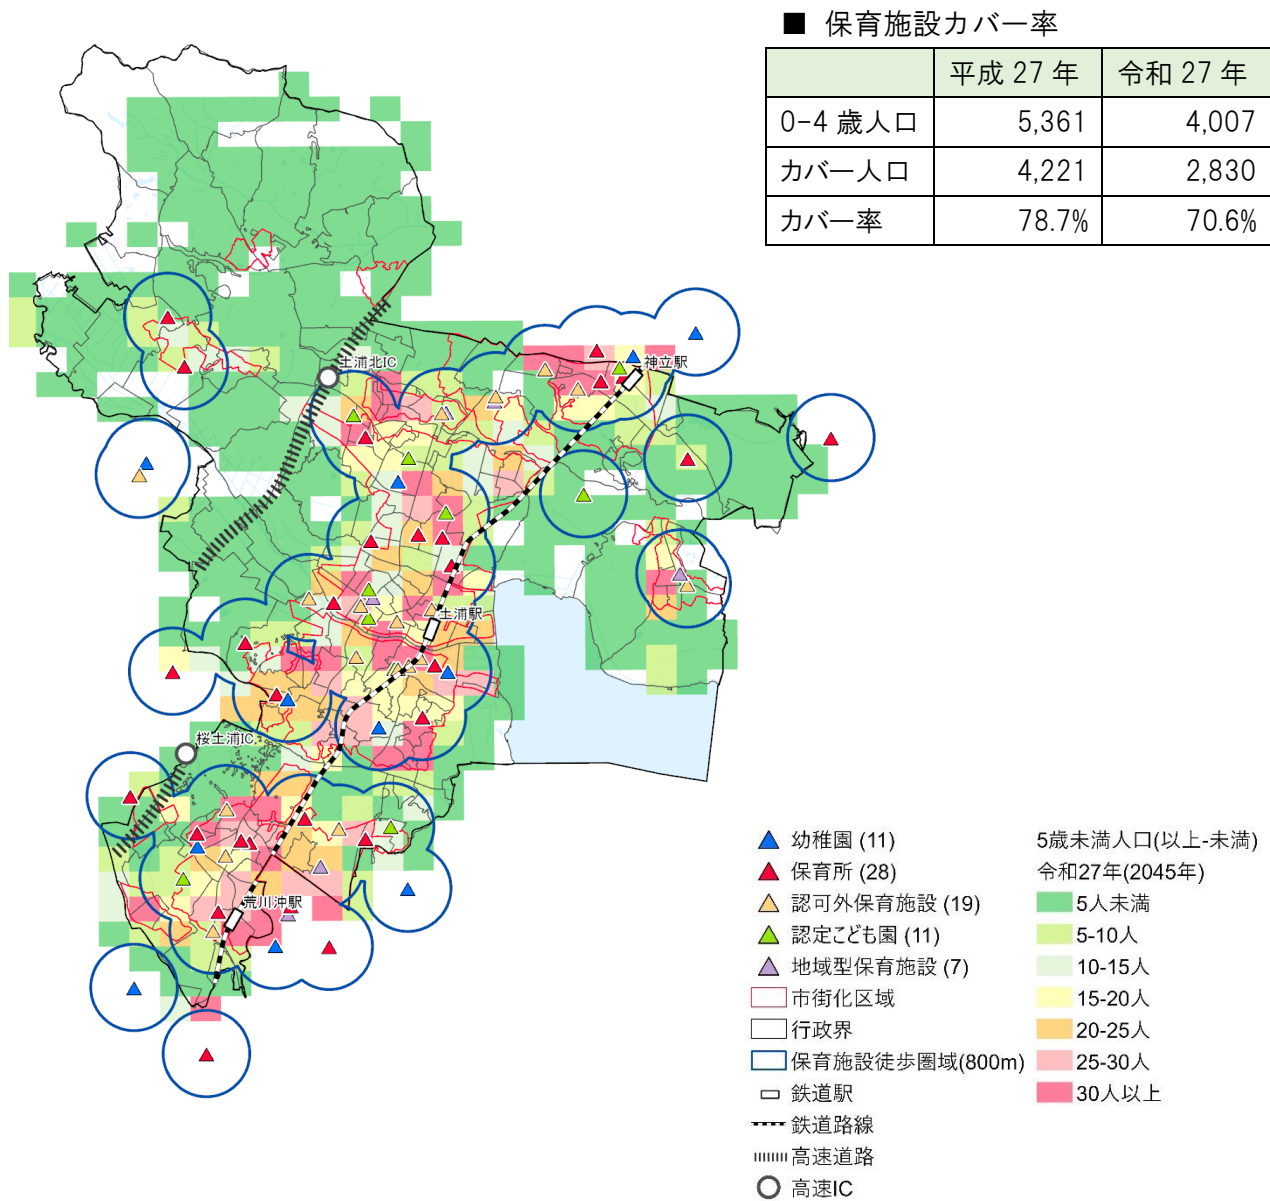 ■ 保育施設カバー率
平成 27 年 令和 27 年
0-4 歳人口 5,361 4,007
カバー人口 4,221 2,830
カバー率 78.7% 70.6%
土浦北IC
神立駅
土浦駅
桜土浦IC
荒川沖駅
幼稚園 (11)
保育所 (28)
認可外保育施設 (19)
認定こども園 (11)
地域型保育施設 (7)
市街化区域
行政界
保育施設徒歩圏域(800m)
鉄道駅
鉄道路線
高速道路
高速IC
5歳未満人口(以上-未満)
令和27年(2045年)
5人未満
5-10人
10-15人
15-20人
20-25人
25-30人
30人以上